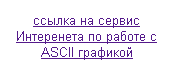 ссылка на сервис
Интеренета по работе с
ASCII графикой